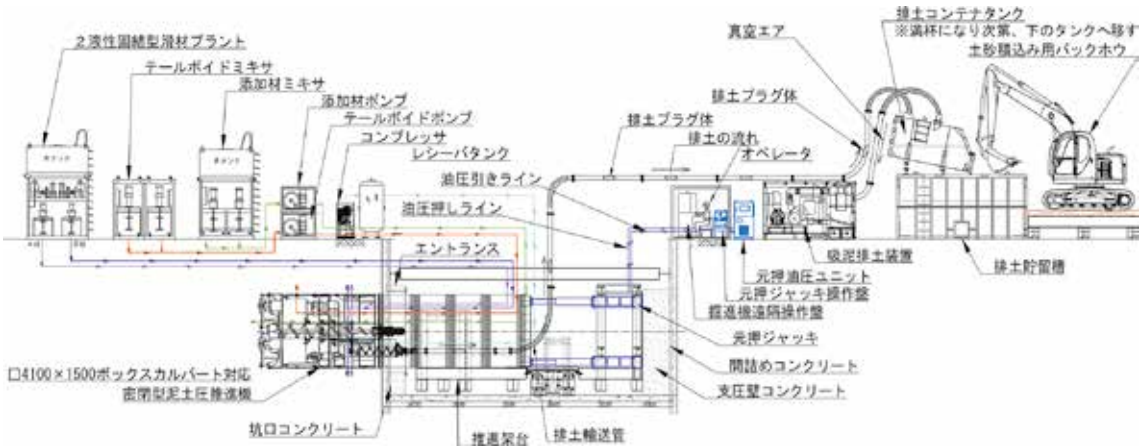 ２液性固結型滑材プラント
テールボイドミキサ
添加材ミキサ
添加材ポンプ
テールボイドポンプ
コンプレッサ
レシーバタンク
油圧引きライン
油圧押しライン
エントランス
排土プラグ体
排土の流れ
オペレータ
真空エア
排土プラグ体
排土コンテナタンク
※満杯になり次第、下のタンクへ移す
土砂積込み用バックホウ
吸泥排土装置
排土貯留槽
元押油圧ユニット
元押ジャッキ操作盤
掘進機遠隔操作盤
元押ジャッキ
間詰めコンクリート
支圧壁コンクリート
□4100×1500ボックスカルバート対応
密閉型泥土圧推進機
坑口コンクリート
推進架台
排土輸送管